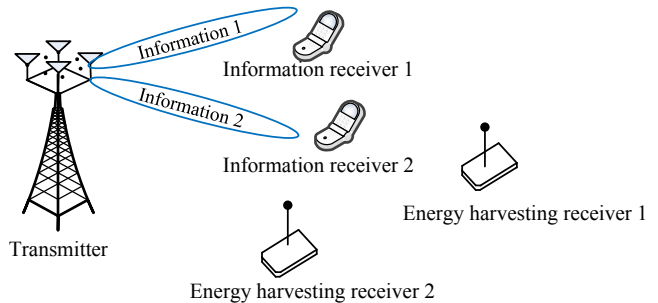 Information 1
Information receiver 1
Information 2
Information receiver 2
Energy harvesting receiver 1
Transmitter
Energy harvesting receiver 2